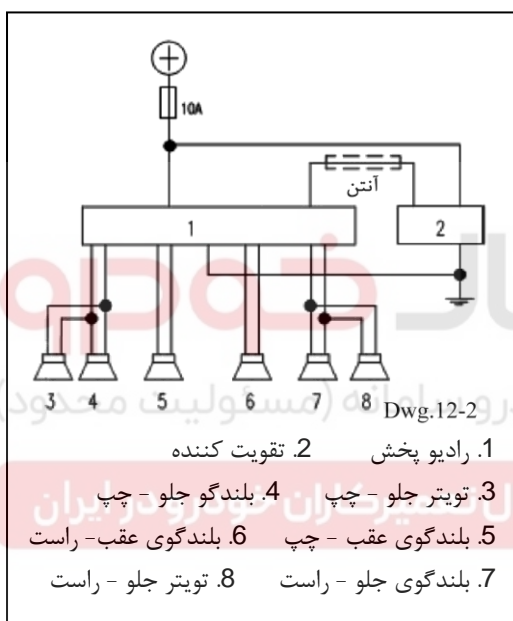 10A
آنتن
1
2
3 4 5 6 7 8
Dwg.12-2
1. رادیو پخش 2. تقویت کننده
3. تویتر جلو - چپ 4. بلندگو جلو - چپ
5. بلندگوی عقب - چپ 6. بلندگوی عقب- راست
7. بلندگوی جلو - راست 8. تویتر جلو - راست